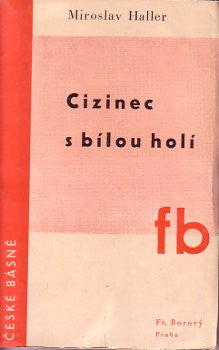 Miroslav Haller
Cizinec
s bílou holí
fb
Fr. Borový
Praha
ČESKÉ BÁSNĚ